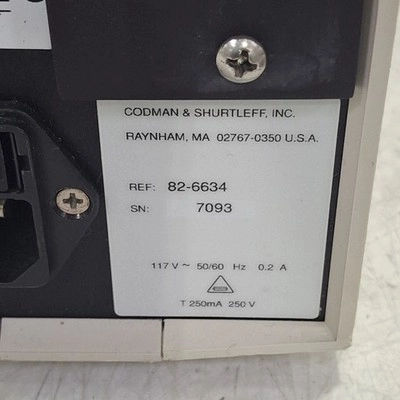 CODMAN & SHURTLEFF, INC.
RAYNHAM, MA 02767-0350 U.S.A.
REF: 82-6634
SN: 7093
117 V ~ 50/60 Hz 0.2 A
T 250mA 250 V